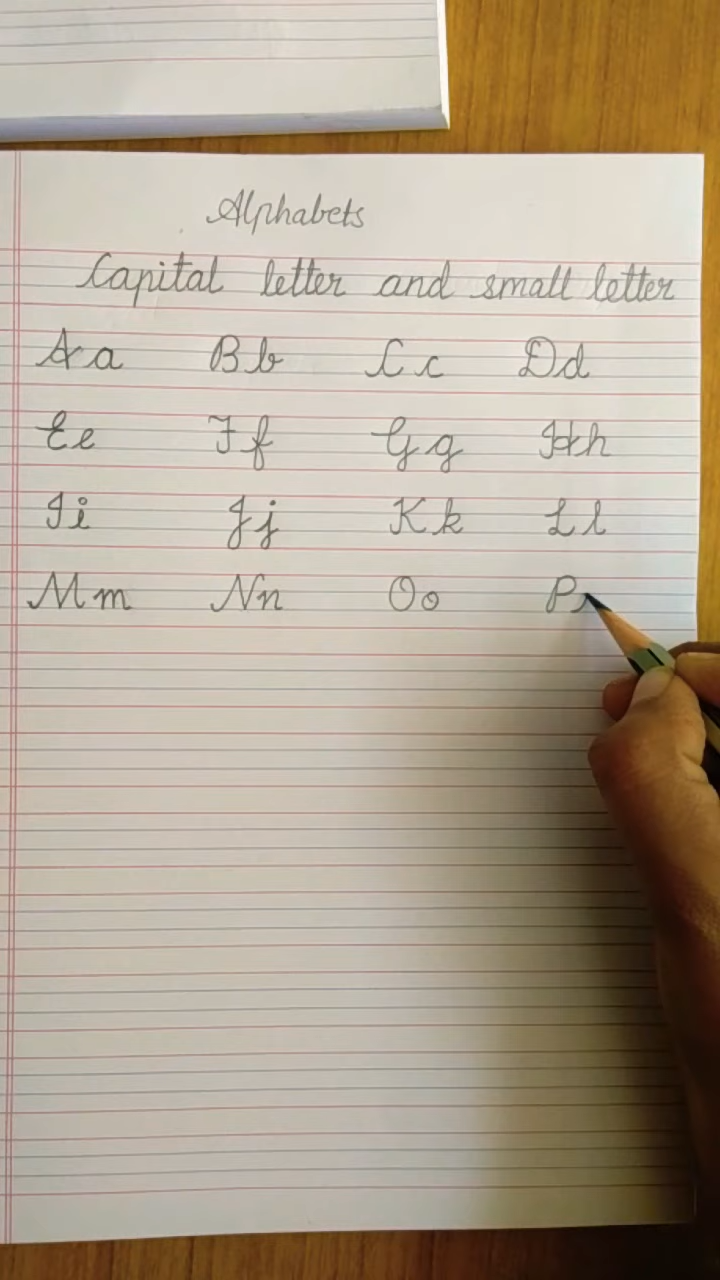 Alphabets
Capital letter and small letter
Aa Bb Cc Dd
Ee Ff Gg Hh
Ii Jj Kk Ll
Mm Nn Oo P